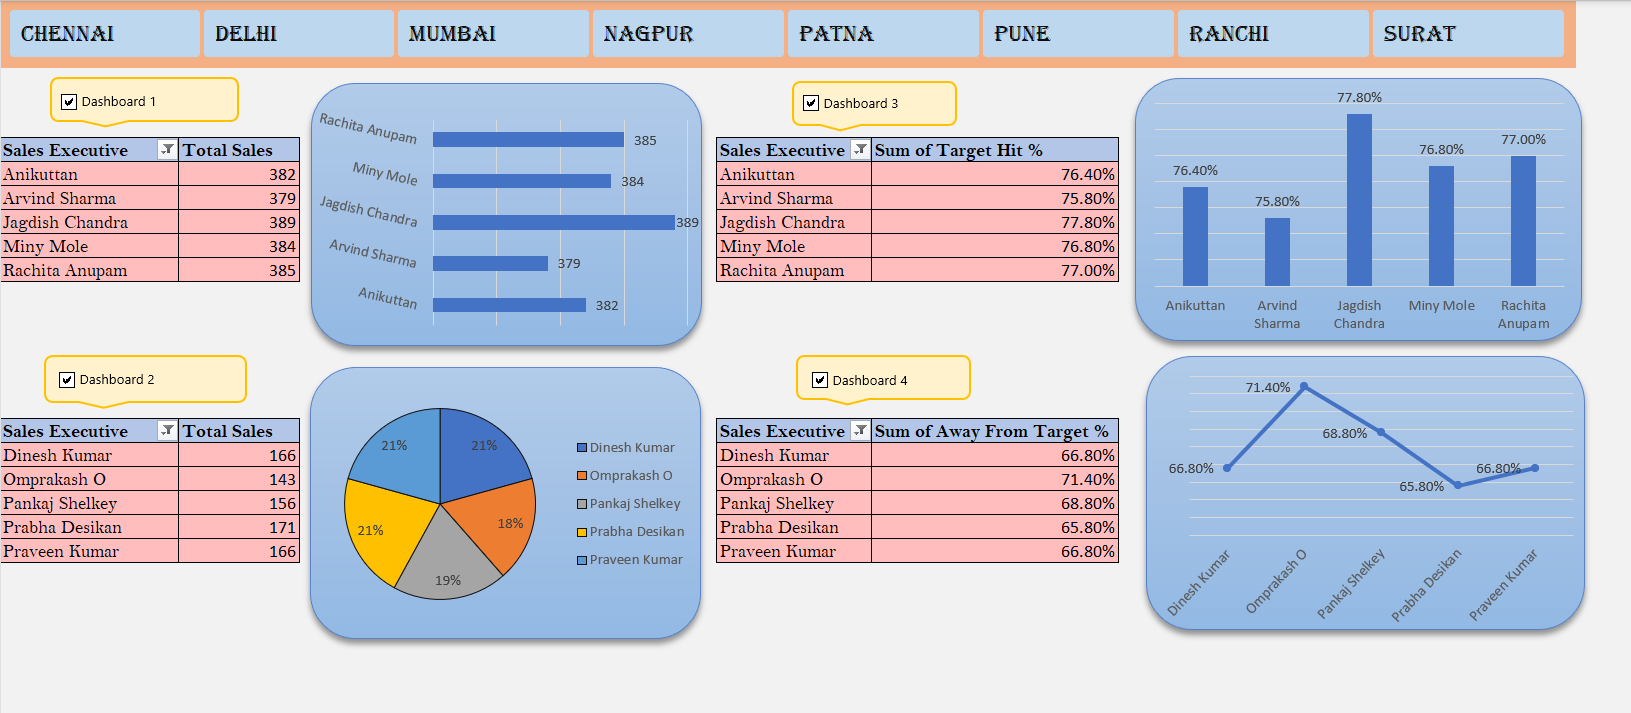 CHENNAI DELHI MUMBAI NAGPUR PATNA PUNE RANCHI SURAT
Dashboard 1
Sales Executive Total Sales
Anikuttan 382
Arvind Sharma 379
Jagdish Chandra 389
Miny Mole 384
Rachita Anupam 385
Rachita Anupam 385
Miny Mole 384
Jagdish Chandra 389
Arvind Sharma 379
Anikuttan 382
Dashboard 3
Sales Executive Sum of Target Hit %
Anikuttan 76.40%
Arvind Sharma 75.80%
Jagdish Chandra 77.80%
Miny Mole 76.80%
Rachita Anupam 77.00%
76.40% 75.80% 77.80% 76.80% 77.00%
Anikuttan Arvind Jagdish Miny Mole Rachita
Sharma Chandra Anupam
Dashboard 2
Sales Executive Total Sales
Dinesh Kumar 166
Omprakash O 143
Pankaj Shelkey 156
Prabha Desikan 171
Praveen Kumar 166
21% 21%
18%
21%
19%
Dinesh Kumar
Omprakash O
Pankaj Shelkey
Prabha Desikan
Praveen Kumar
Dashboard 4
Sales Executive Sum of Away From Target %
Dinesh Kumar 66.80%
Omprakash O 71.40%
Pankaj Shelkey 68.80%
Prabha Desikan 65.80%
Praveen Kumar 66.80%
66.80% 71.40% 68.80% 65.80% 66.80%
Dinesh Kumar Omprakash O Pankaj Shelkey Prabha Desikan Praveen Kumar